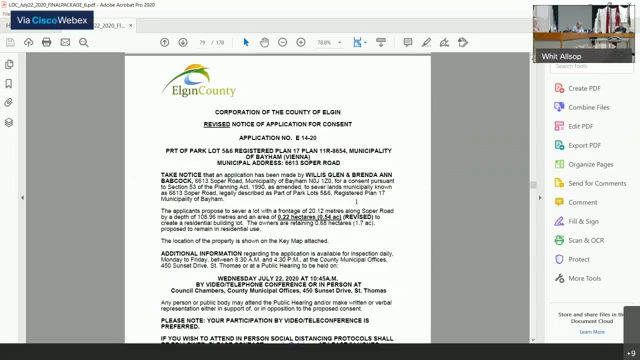 LDC_July22_2020_FINALPACKAGE_6.pdf - Adobe Acrobat Pro 2020
Via Cisco Webex
79 / 178
78.8%
Whit Allsop
Search tools
Create PDF
Combine Files
Edit PDF
Export PDF
Organize Pages
Send for Comments
Comment
Fill & Sign
Scan & OCR
Protect
More Tools
Store and share files in the
Document Cloud
Learn More
+9
ElginCounty
CORPORATION OF THE COUNTY OF ELGIN
REVISED NOTICE OF APPLICATION FOR CONSENT
APPLICATION NO. E 14-20
PRT OF PARK LOT 5&6 REGISTERED PLAN 17 PLAN 11R-6654, MUNICIPALITY
OF BAYHAM (VIENNA)
MUNICIPAL ADDRESS: 6613 SOPER ROAD
TAKE NOTICE that an application has been made by WILLIS GLEN & BRENDA ANN
BABCOCK, 6613 Soper Road, Municipality of Bayham N0J 1Z0, for a consent pursuant
to Section 53 of the Planning Act, 1990, as amended, to sever lands municipally known
as 6613 Soper Road, legally described as Part of Park Lots 5&6, Registered Plan 17
Municipality of Bayham.
The applicants propose to sever a lot with a frontage of 20.12 metres along Soper Road
by a depth of 108.96 metres and an area of 0.22 hectares (0.54 ac) (REVISED) to
create a residential building lot. The owners are retaining 0.68 hectares (1.7 ac)
proposed to remain in residential use.
The location of the property is shown on the Key Map attached.
ADDITIONAL INFORMATION regarding the application is available for inspection daily,
Monday to Friday, between 8:30 A.M. and 4:30 P.M., at the County Municipal Offices,
450 Sunset Drive, St. Thomas or at a Public Hearing to be held on:
WEDNESDAY JULY 22, 2020 AT 10:45A.M.
BY VIDEO/TELEPHONE CONFERENCE OR IN PERSON AT
Council Chambers, County Municipal Offices, 450 Sunset Drive, St. Thomas
Any person or public body may attend the Public Hearing and/or make written or verbal
representation either in support of, or in opposition to the proposed consent.
PLEASE NOTE: YOUR PARTICIPATION BY VIDEO/TELECONFERENCE IS
PREFERRED.
IF YOU WISH TO ATTEND IN PERSON SOCIAL DISTANCING PROTOCOLS SHALL